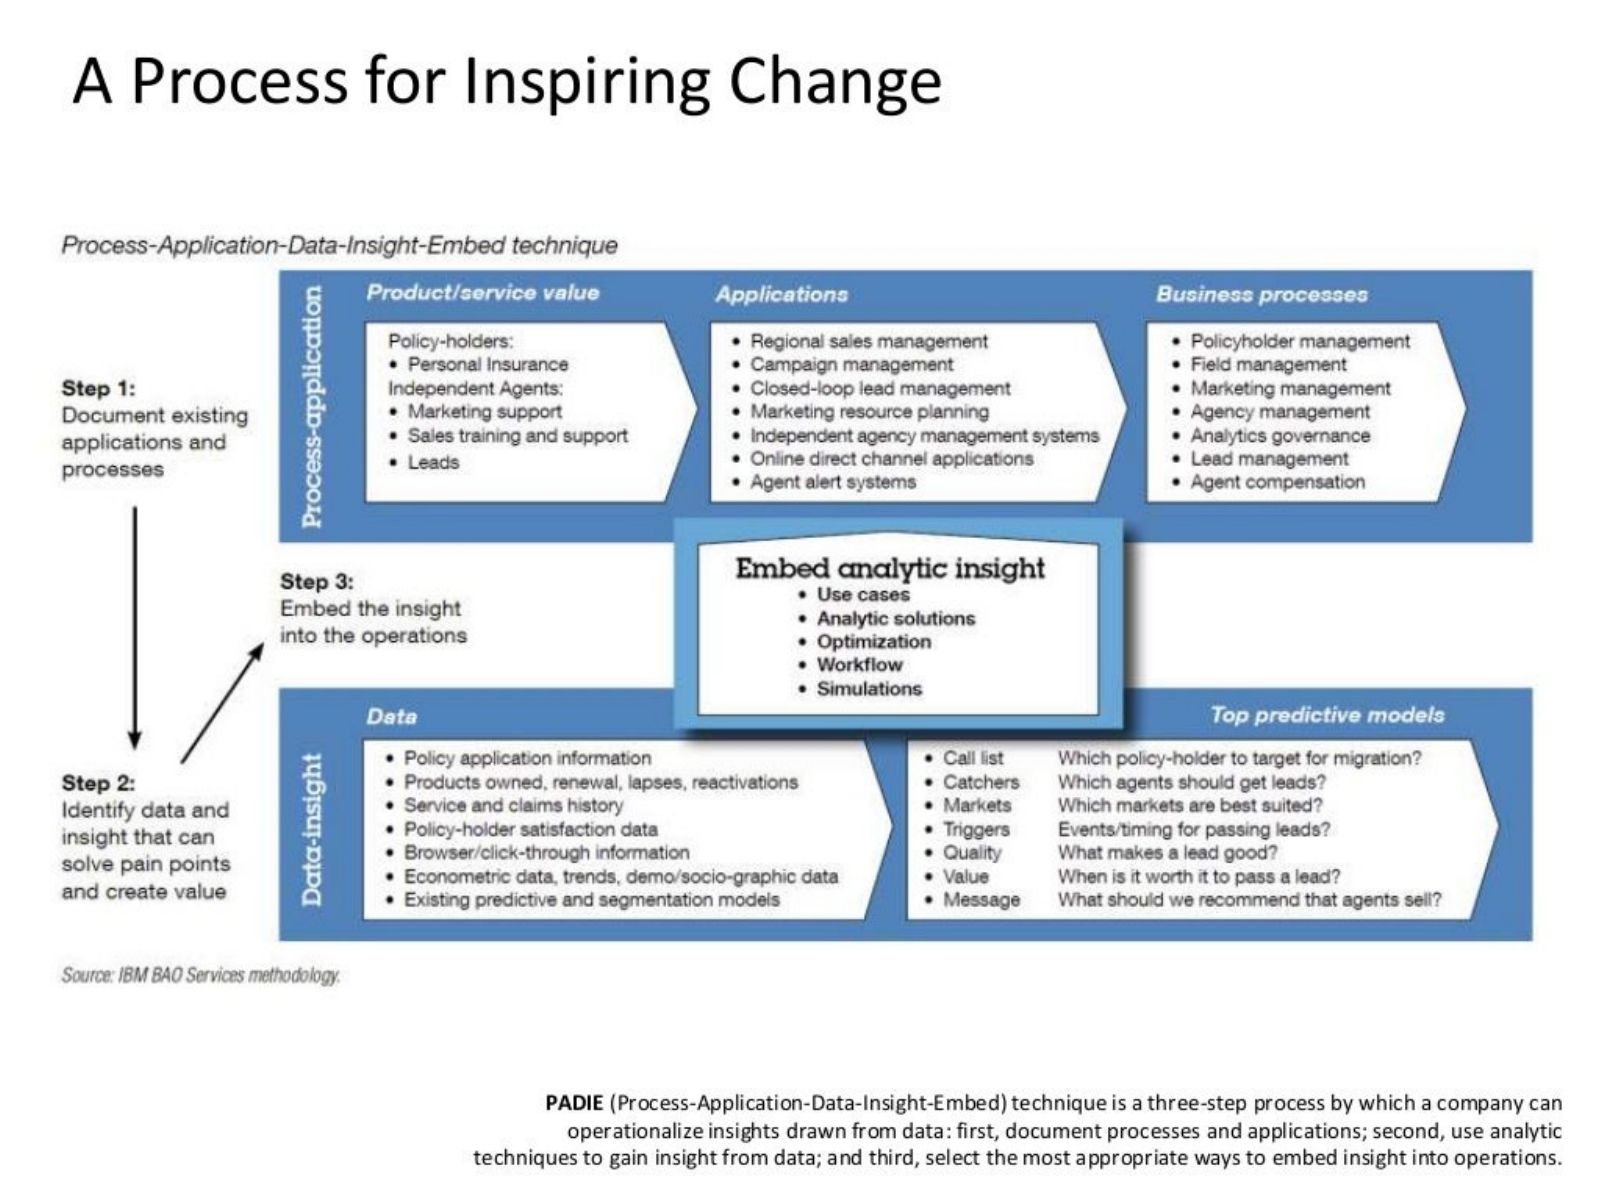 A Process for Inspiring Change
Process-Application-Data-Insight-Embed technique
Step 1:
Document existing
applications and
processes
Process-application
Product/service value
Policy-holders:
• Personal Insurance
Independent Agents:
• Marketing support
• Sales training and support
• Leads
Applications
• Regional sales management
• Campaign management
• Closed-loop lead management
• Marketing resource planning
• Independent agency management systems
• Online direct channel applications
• Agent alert systems
Business processes
• Policyholder management
• Field management
• Marketing management
• Agency management
• Analytics governance
• Lead management
• Agent compensation
Step 3:
Embed the insight
into the operations
Embed analytic insight
• Use cases
• Analytic solutions
• Optimization
• Workflow
• Simulations
Step 2:
Identify data and
insight that can
solve pain points
and create value
Data-insight
Data
• Policy application information
• Products owned, renewal, lapses, reactivations
• Service and claims history
• Policy-holder satisfaction data
• Browser/click-through information
• Econometric data, trends, demo/socio-graphic data
• Existing predictive and segmentation models
Top predictive models
• Call list Which policy-holder to target for migration?
• Catchers Which agents should get leads?
• Markets Which markets are best suited?
• Triggers Events/timing for passing leads?
• Quality What makes a lead good?
• Value When is it worth it to pass a lead?
• Message What should we recommend that agents sell?
Source: IBM BAO Services methodology.
PADIE (Process-Application-Data-Insight-Embed) technique is a three-step process by which a company can
operationalize insights drawn from data: first, document processes and applications; second, use analytic
techniques to gain insight from data; and third, select the most appropriate ways to embed insight into operations.